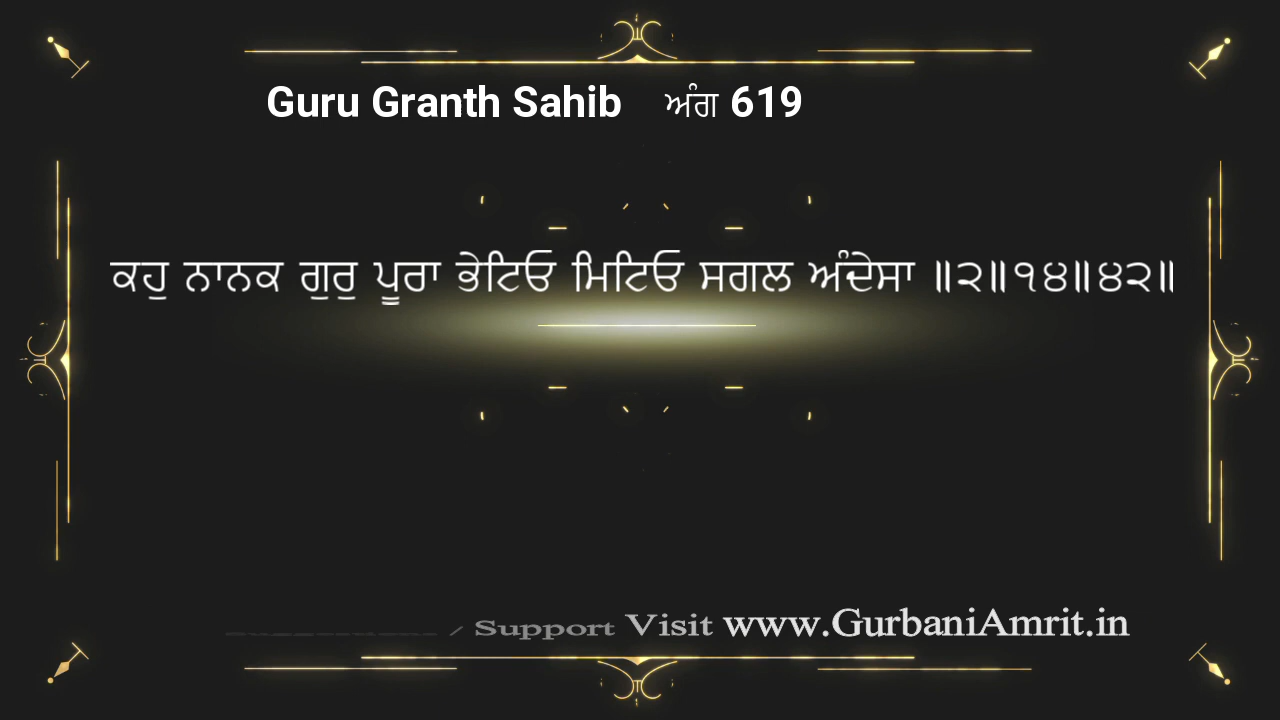 Guru Granth Sahib ਅੰਗ 619
ਕਹੁ ਨਾਨਕ ਗੁਰੁ ਪੂਰਾ ਭੇਟਿਓ ਮਿਟਿਓ ਸਗਲ ਅੰਦੇਸਾ ॥੨॥੧੪॥੪੨॥
/ Support Visit www.GurbaniAmrit.in